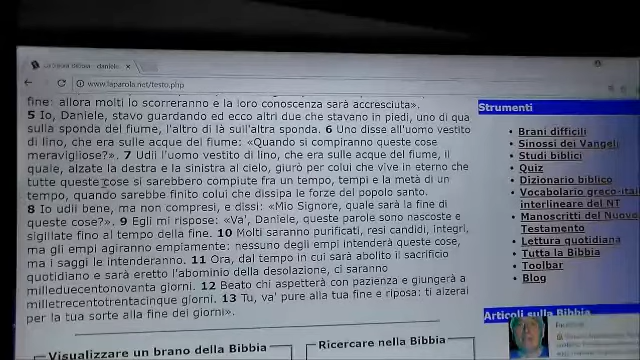 La Sacra Bibbia - daniele
www.laparola.net/testo.php
fine: allora molti lo scorreranno e la loro conoscenza sarà accresciuta».
5 Io, Daniele, stavo guardando ed ecco altri due che stavano in piedi, uno di qua
sulla sponda del fiume, l'altro di là sull'altra sponda. 6 Uno disse all'uomo vestito
di lino, che era sulle acque del fiume: «Quando si compiranno queste cose
meravigliose?». 7 Udii l'uomo vestito di lino, che era sulle acque del fiume, il
quale, alzate la destra e la sinistra al cielo, giurò per colui che vive in eterno che
tutte queste cose si sarebbero compiute fra un tempo, tempi e la metà di un
tempo, quando sarebbe finito colui che dissipa le forze del popolo santo.
8 Io udii bene, ma non compresi, e dissi: «Mio Signore, quale sarà la fine di
queste cose?». 9 Egli mi rispose: «Va', Daniele, queste parole sono nascoste e
sigillate fino al tempo della fine. 10 Molti saranno purificati, resi candidi, integri,
ma gli empi agiranno empiamente: nessuno degli empi intenderà queste cose,
ma i saggi le intenderanno. 11 Ora, dal tempo in cui sarà abolito il sacrificio
quotidiano e sarà eretto l'abominio della desolazione, ci saranno
milleduecentonovanta giorni. 12 Beato chi aspetterà con pazienza e giungerà a
milletrecentotrentacinque giorni. 13 Tu, va' pure alla tua fine e riposa: ti alzerai
per la tua sorte alla fine dei giorni».
Visualizzare un brano della Bibbia
Ricercare nella Bibbia
Strumenti
Brani difficili
Sinossi dei Vangeli
Studi biblici
Quiz
Dizionario biblico
Vocabolario greco-ita
interlineare del NT
Manoscritti del Nuovo
Testamento
Lettura quotidiana
Tutta la Bibbia
Toolbar
Blog
Articoli sulla Bibbia